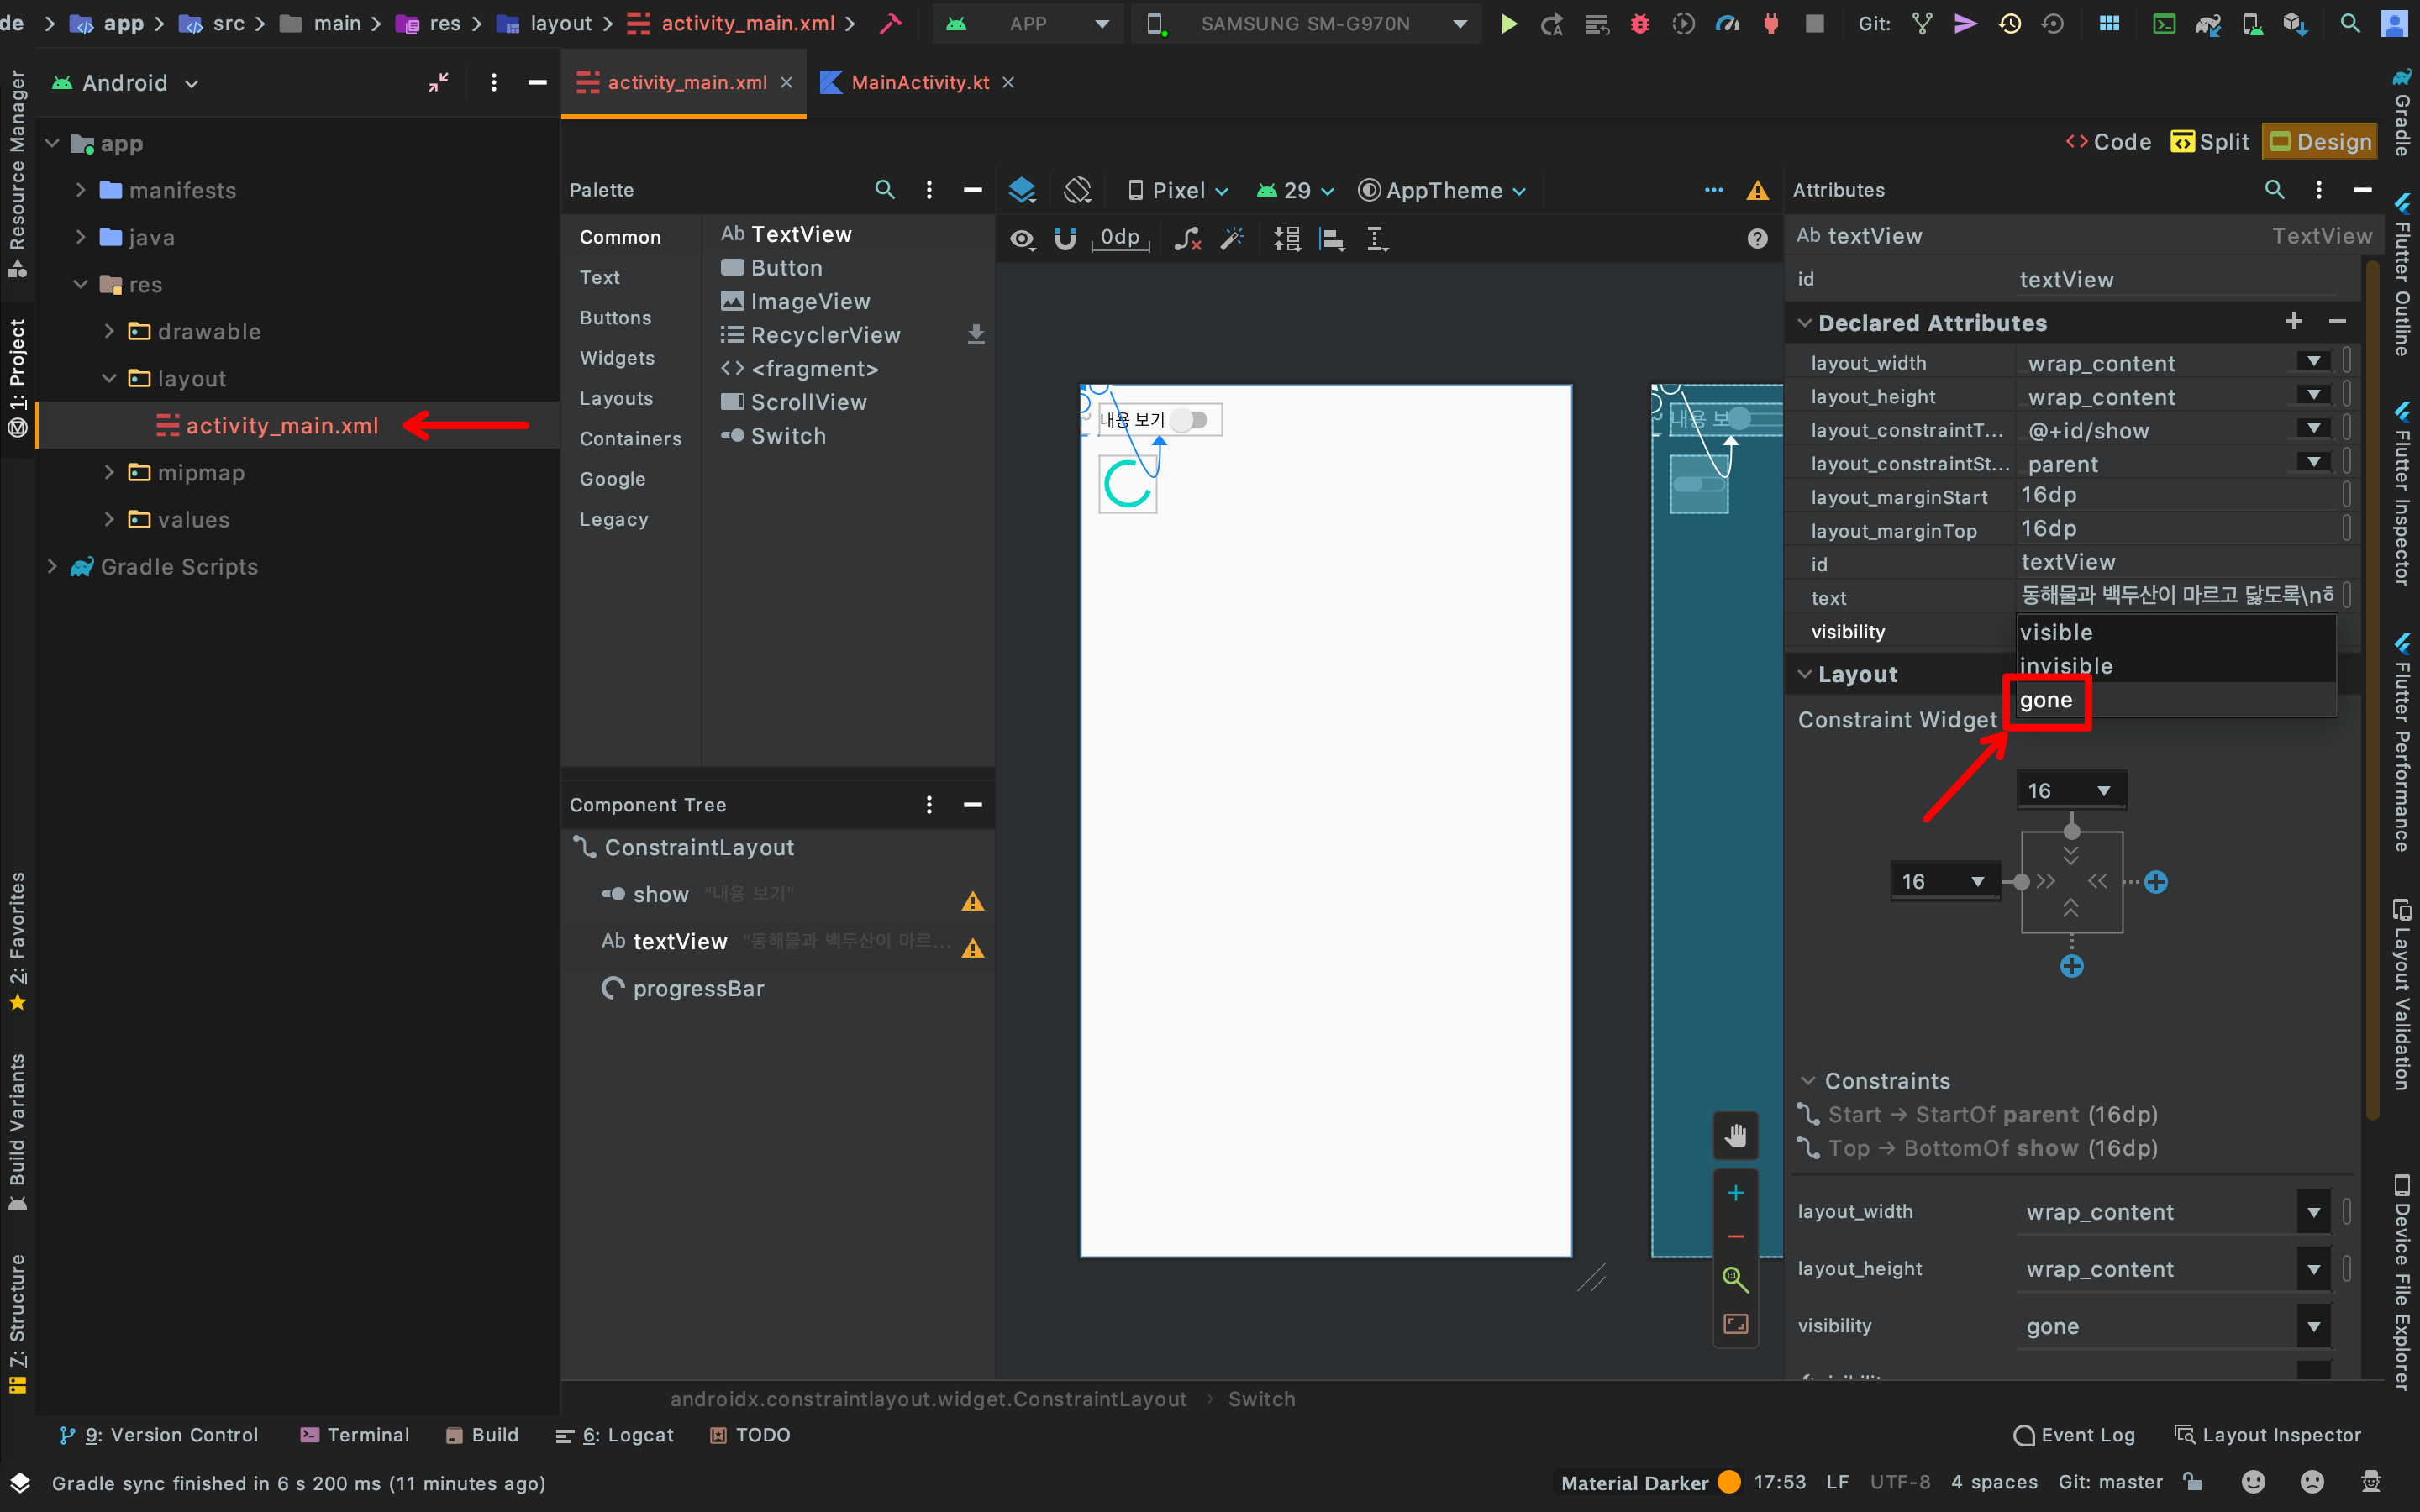 de app src main res layout activity_main.xml APP SAMSUNG SM-G970N Git:
Android
activity_main.xml MainActivity.kt
Code Split Design
Resource Manager
1: Project
2: Favorites
Build Variants
7: Structure
app
manifests
java
res
drawable
layout
activity_main.xml
mipmap
values
Gradle Scripts
Palette
Common
Text
Buttons
Widgets
Layouts
Containers
Google
Legacy
Ab TextView
Button
ImageView
RecyclerView
<fragment>
ScrollView
Switch
Component Tree
ConstraintLayout
show "내용 보기"
Ab textView "동해물과 백두산이 마르...
progressBar
Pixel 29 AppTheme
0dp
내용 보기
내용 보
Attributes
Ab textView TextView
id textView
Declared Attributes
layout_width wrap_content
layout_height wrap_content
layout_constraintT... @+id/show
layout_constraintSt... parent
layout_marginStart 16dp
layout_marginTop 16dp
id textView
text 동해물과 백두산이 마르고 닳도록\n하
visibility visible
invisible
gone
Layout
Constraint Widget
16
16
Constraints
Start → StartOf parent (16dp)
Top → BottomOf show (16dp)
layout_width wrap_content
layout_height wrap_content
visibility gone
Gradle
Flutter Outline
Flutter Inspector
Flutter Performance
Layout Validation
Device File Explorer
androidx.constraintlayout.widget.ConstraintLayout › Switch
9: Version Control Terminal Build 6: Logcat TODO Event Log Layout Inspector
Gradle sync finished in 6 s 200 ms (11 minutes ago) Material Darker 17:53 LF UTF-8 4 spaces Git: master